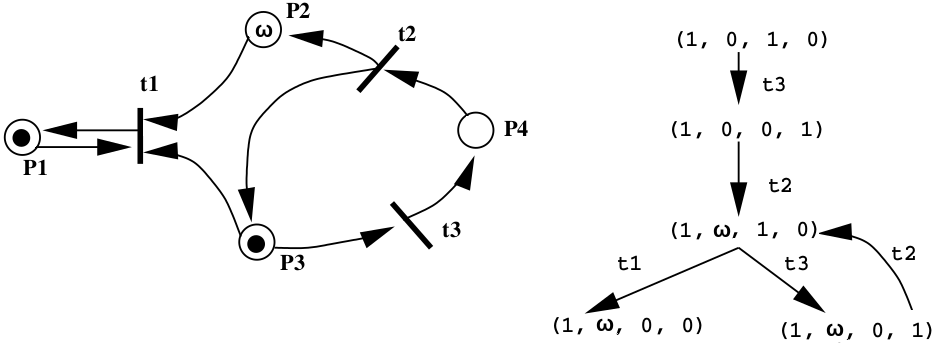 P2
ω
t2
t1
P4
P1
t3
P3
(1, 0, 1, 0)
t3
(1, 0, 0, 1)
t2
(1, ω, 1, 0)
t2
t1
t3
(1, ω, 0, 0)
(1, ω, 0, 1)